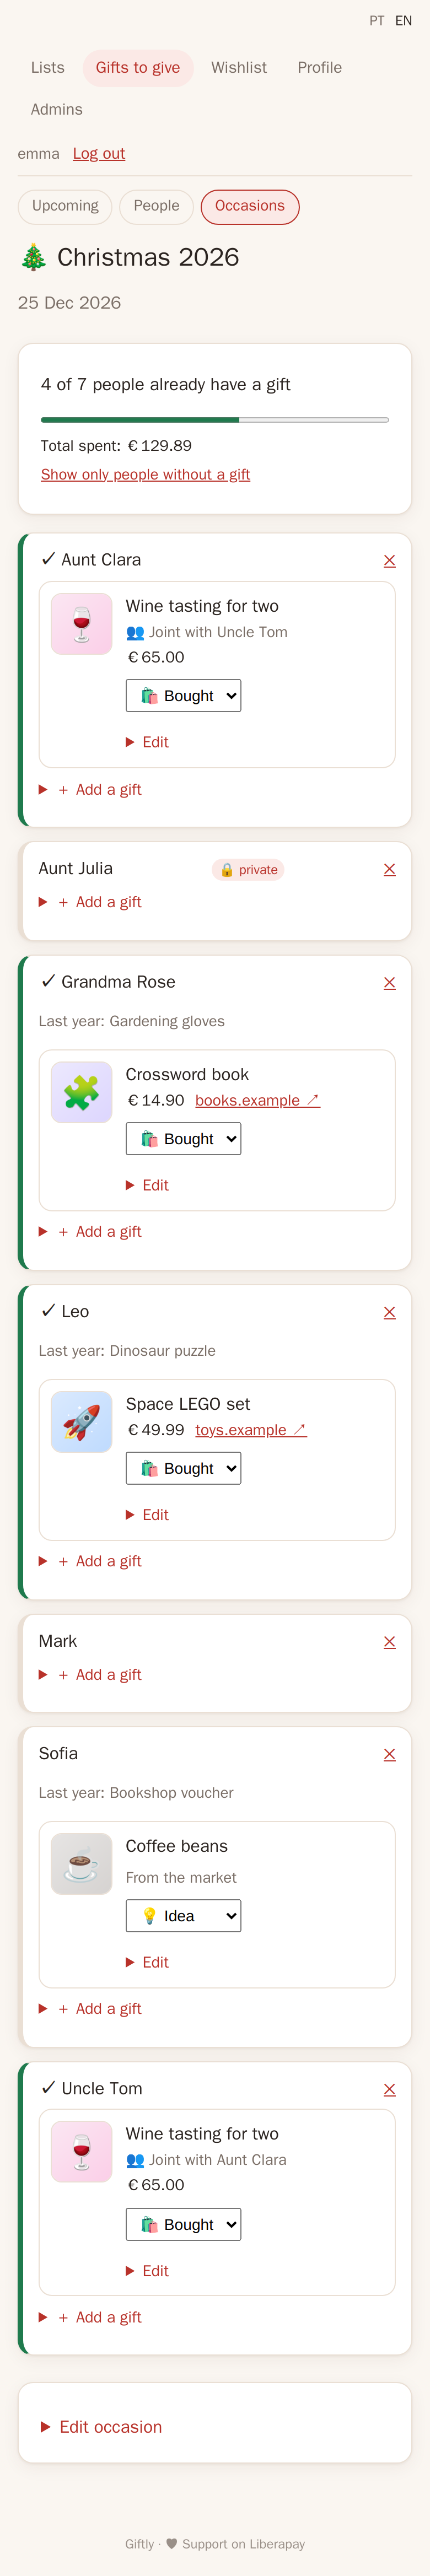 PT EN
Lists Gifts to give Wishlist Profile
Admins
emma Log out
Upcoming People Occasions
🎄 Christmas 2026
25 Dec 2026
4 of 7 people already have a gift
Total spent: € 129.89
Show only people without a gift
✓ Aunt Clara ×
Wine tasting for two
👥 Joint with Uncle Tom
€ 65.00
🛍️ Bought
▶ Edit
▶ + Add a gift
Aunt Julia 🔒 private ×
▶ + Add a gift
✓ Grandma Rose ×
Last year: Gardening gloves
Crossword book
€ 14.90 books.example ↗
🛍️ Bought
▶ Edit
▶ + Add a gift
✓ Leo ×
Last year: Dinosaur puzzle
Space LEGO set
€ 49.99 toys.example ↗
🛍️ Bought
▶ Edit
▶ + Add a gift
Mark ×
▶ + Add a gift
Sofia ×
Last year: Bookshop voucher
Coffee beans
From the market
💡 Idea
▶ Edit
▶ + Add a gift
✓ Uncle Tom ×
Wine tasting for two
👥 Joint with Aunt Clara
€ 65.00
🛍️ Bought
▶ Edit
▶ + Add a gift
▶ Edit occasion
Giftly · ♥ Support on Liberapay